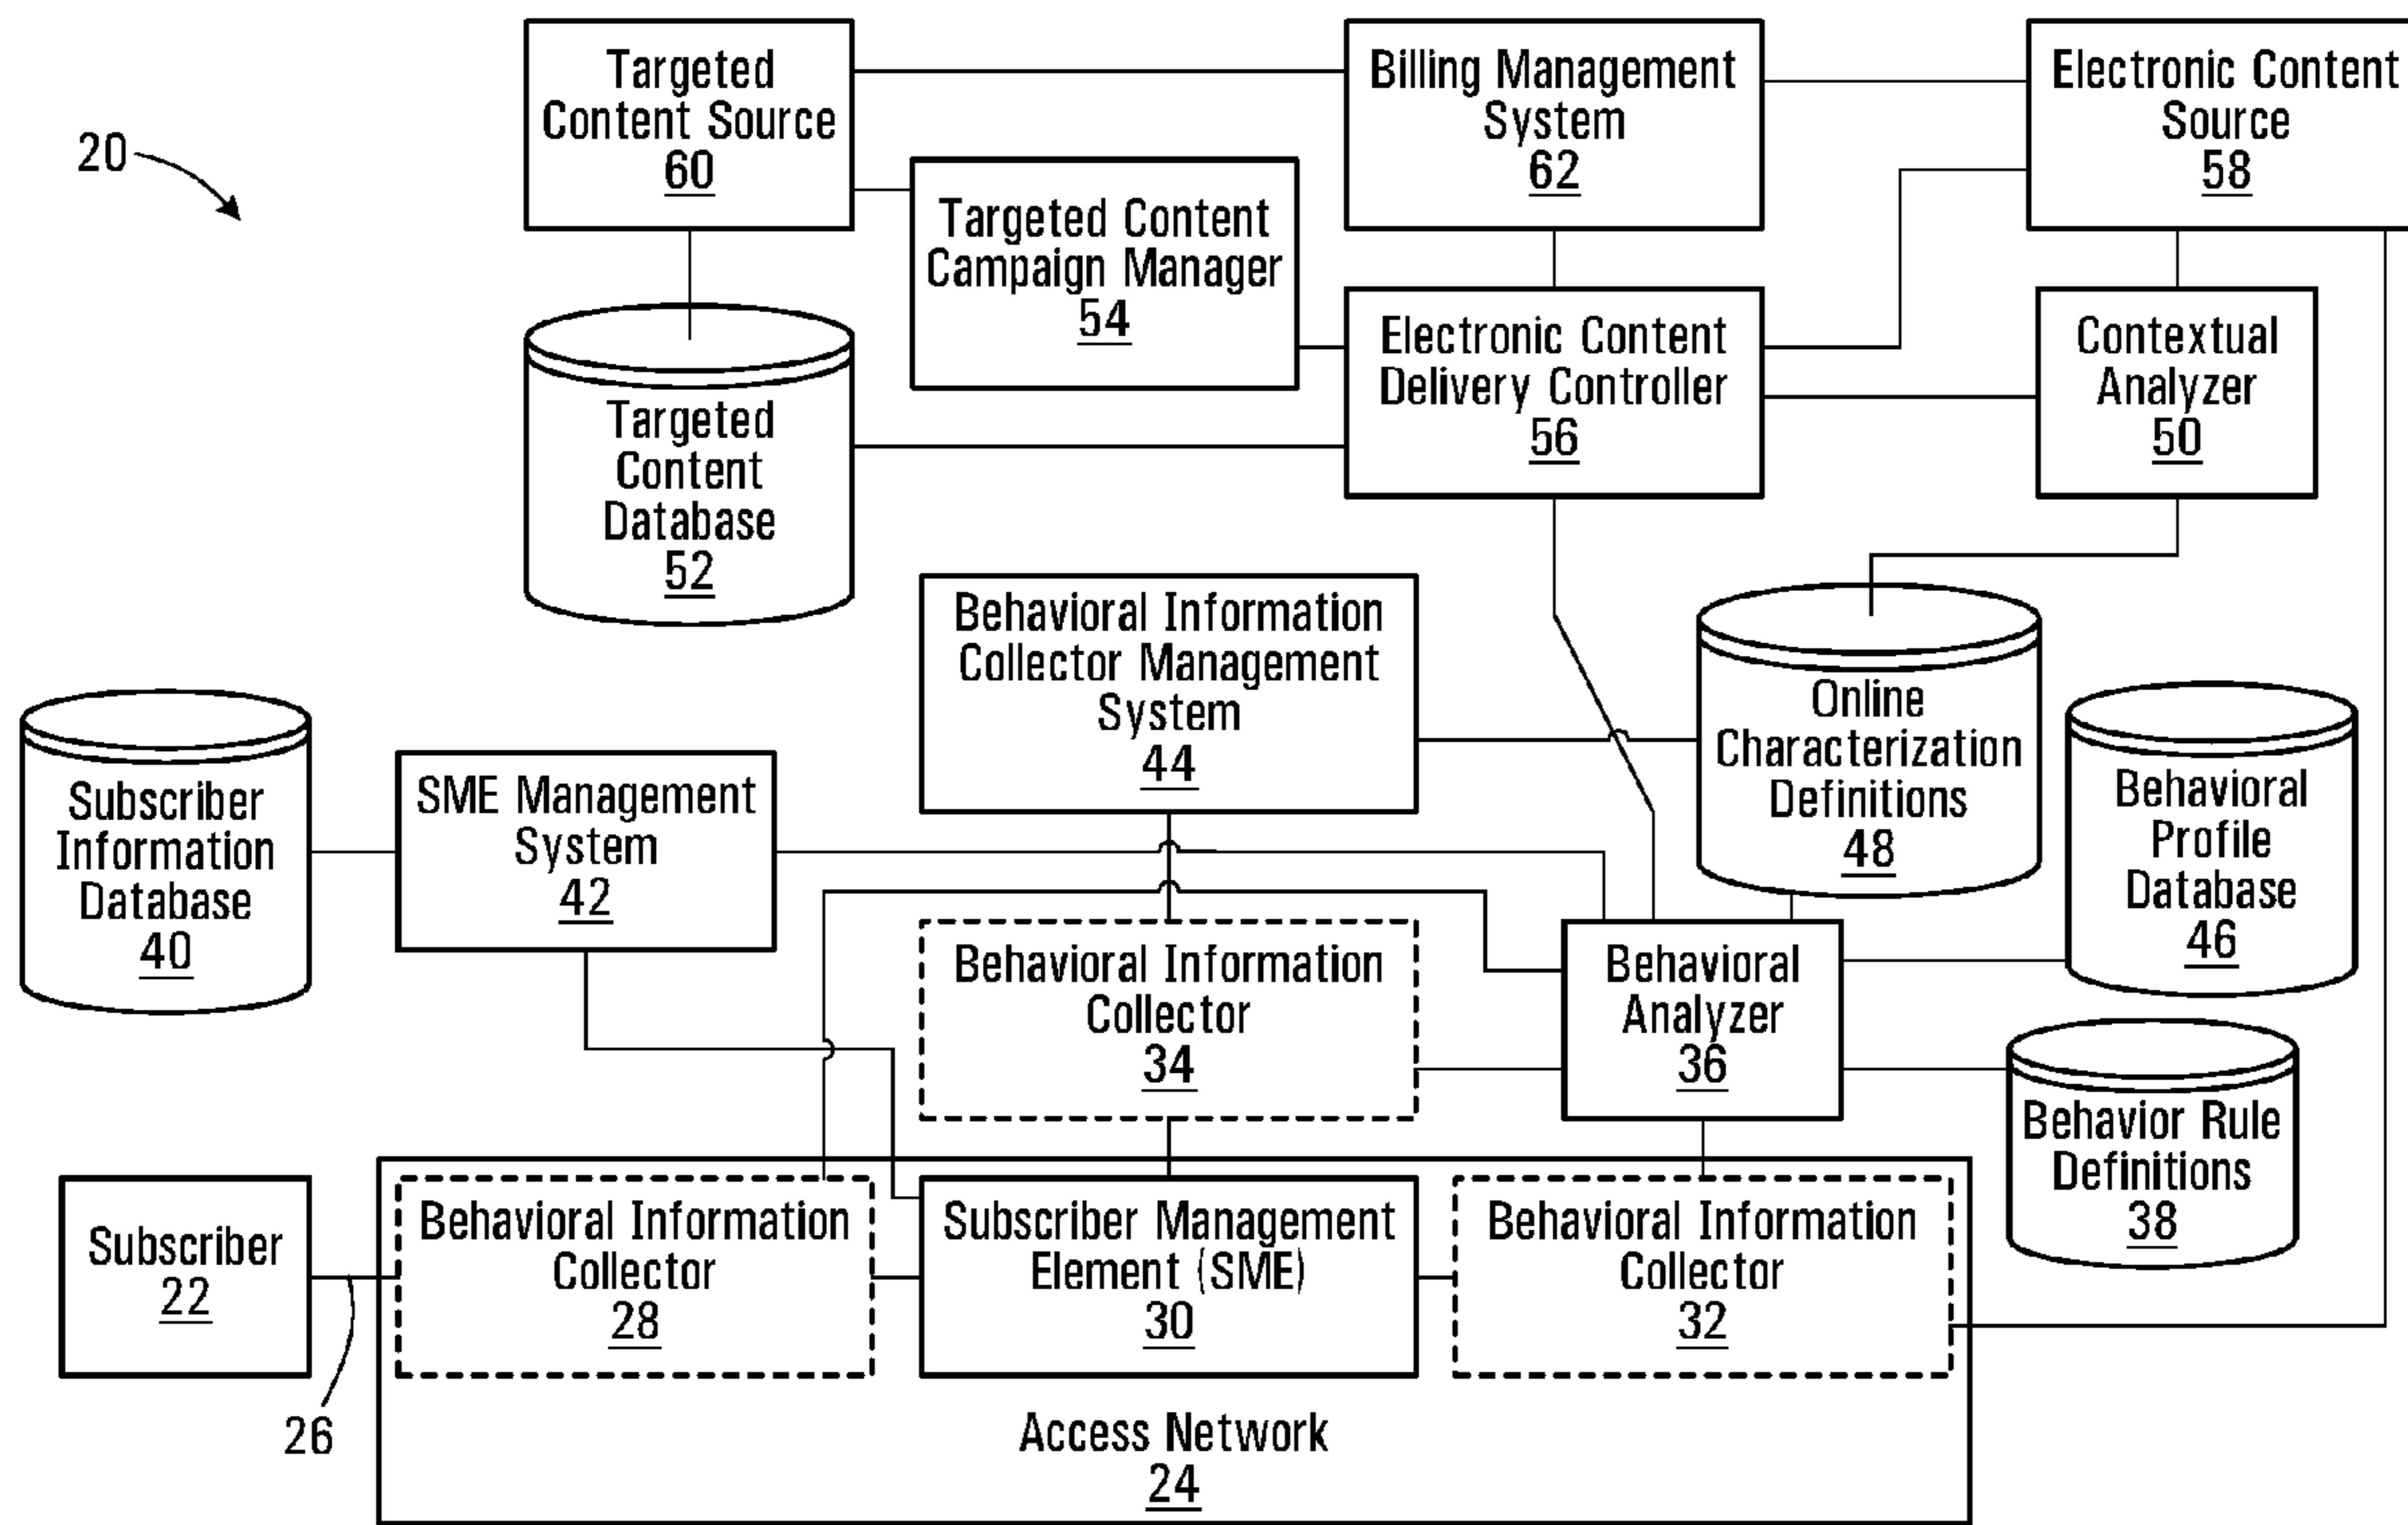 20
Targeted
Content Source
60
Billing Management
System
62
Electronic Content
Source
58
Targeted Content
Campaign Manager
54
Electronic Content
Delivery Controller
56
Contextual
Analyzer
50
Targeted
Content
Database
52
Behavioral Information
Collector Management
System
44
Online
Characterization
Definitions
48
Behavioral
Profile
Database
46
Subscriber
Information
Database
40
SME Management
System
42
Behavioral Information
Collector
34
Behavioral
Analyzer
36
Behavior Rule
Definitions
38
Subscriber
22
26
Behavioral Information
Collector
28
Subscriber Management
Element (SME)
30
Behavioral Information
Collector
32
Access Network
24